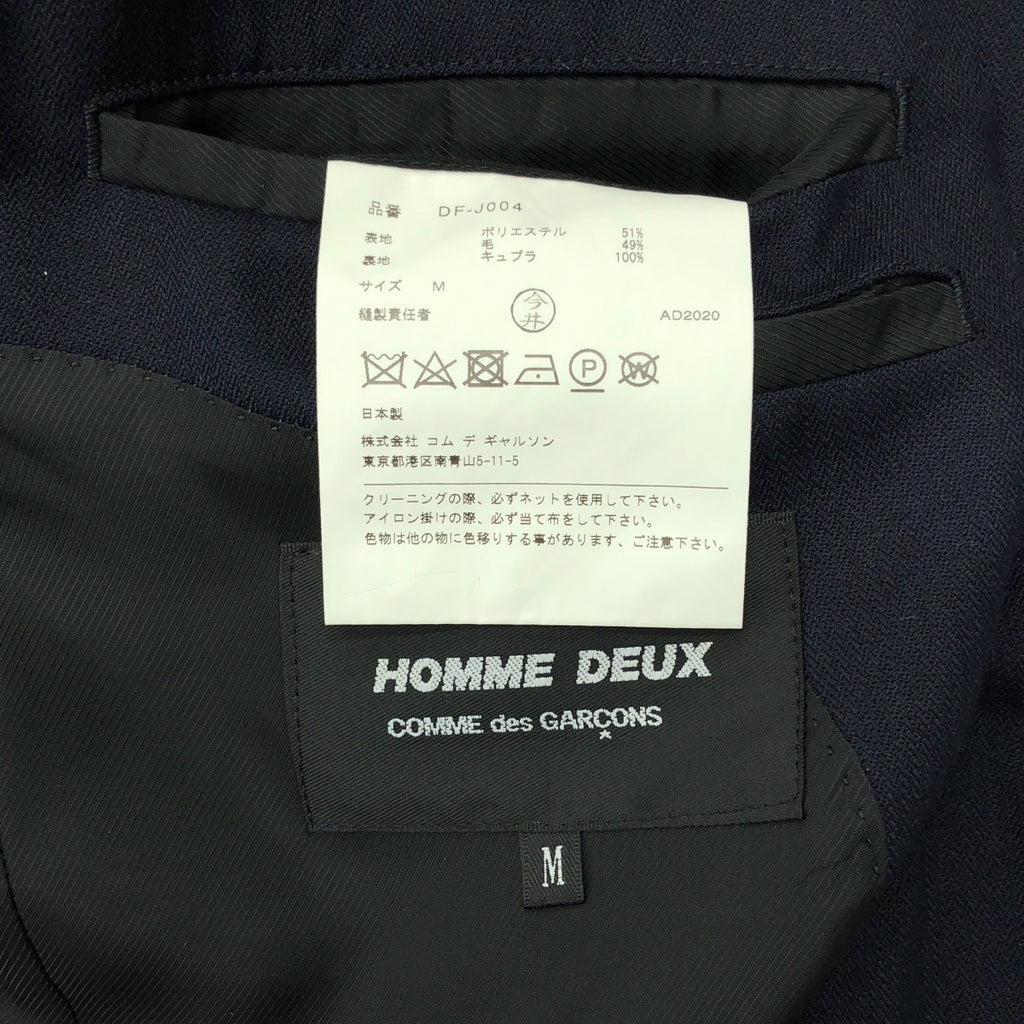 品番 DF-J004
表地 ポリエステル 51%
毛 49%
裏地 キュプラ 100%
サイズ M
縫製責任者 今井 AD2020
P W
日本製
株式会社 コム デ ギャルソン
東京都港区南青山5-11-5
クリーニングの際、必ずネットを使用して下さい。
アイロン掛けの際、必ず当て布をして下さい。
色物は他の物に色移りする事があります、ご注意下さい。
HOMME DEUX
COMME des GARÇONS
M